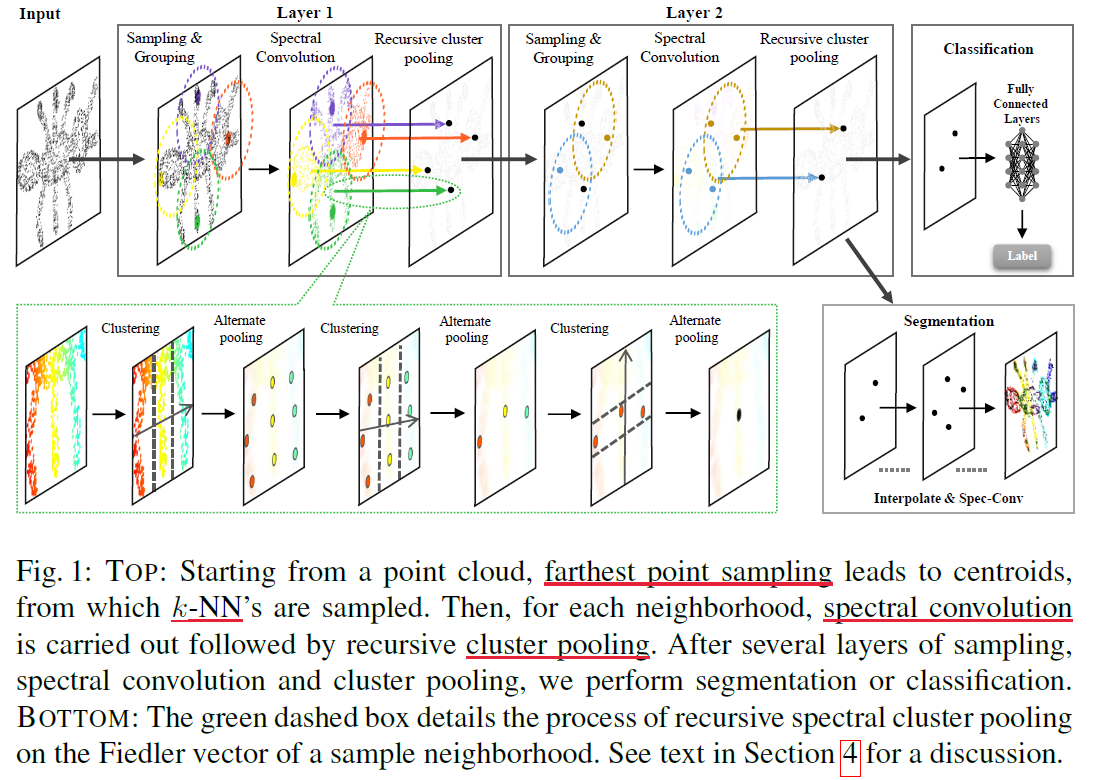 Input
Layer 1
Layer 2
Sampling & Grouping
Spectral Convolution
Recursive cluster pooling
Sampling & Grouping
Spectral Convolution
Recursive cluster pooling
Classification
Fully Connected Layers
Label
Clustering
Alternate pooling
Clustering
Alternate pooling
Clustering
Alternate pooling
Segmentation
Interpolate & Spec-Conv
Fig. 1: TOP: Starting from a point cloud, farthest point sampling leads to centroids,
from which k-NN's are sampled. Then, for each neighborhood, spectral convolution
is carried out followed by recursive cluster pooling. After several layers of sampling,
spectral convolution and cluster pooling, we perform segmentation or classification.
BOTTOM: The green dashed box details the process of recursive spectral cluster pooling
on the Fiedler vector of a sample neighborhood. See text in Section 4 for a discussion.